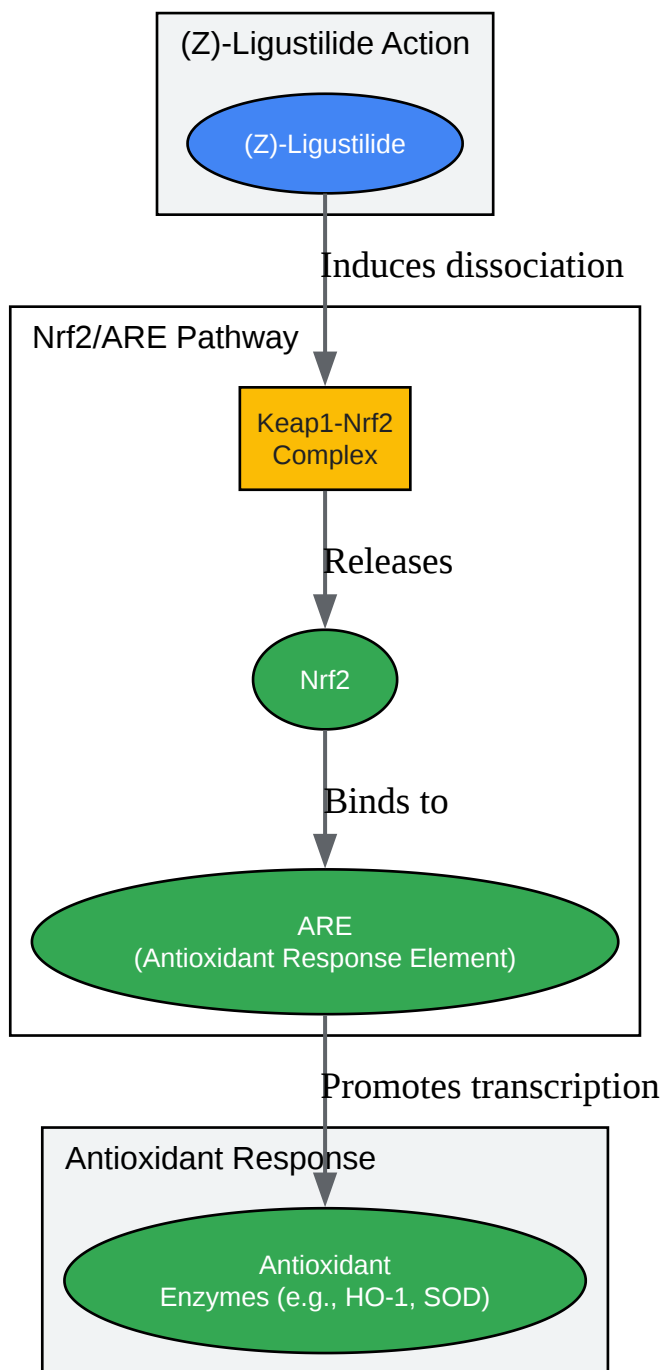 (Z)-Ligustilide Action
(Z)-Ligustilide
Induces dissociation
Nrf2/ARE Pathway
Keap1-Nrf2
Complex
Releases
Nrf2
Binds to
ARE
(Antioxidant Response Element)
Promotes transcription
Antioxidant Response
Antioxidant
Enzymes (e.g., HO-1, SOD)